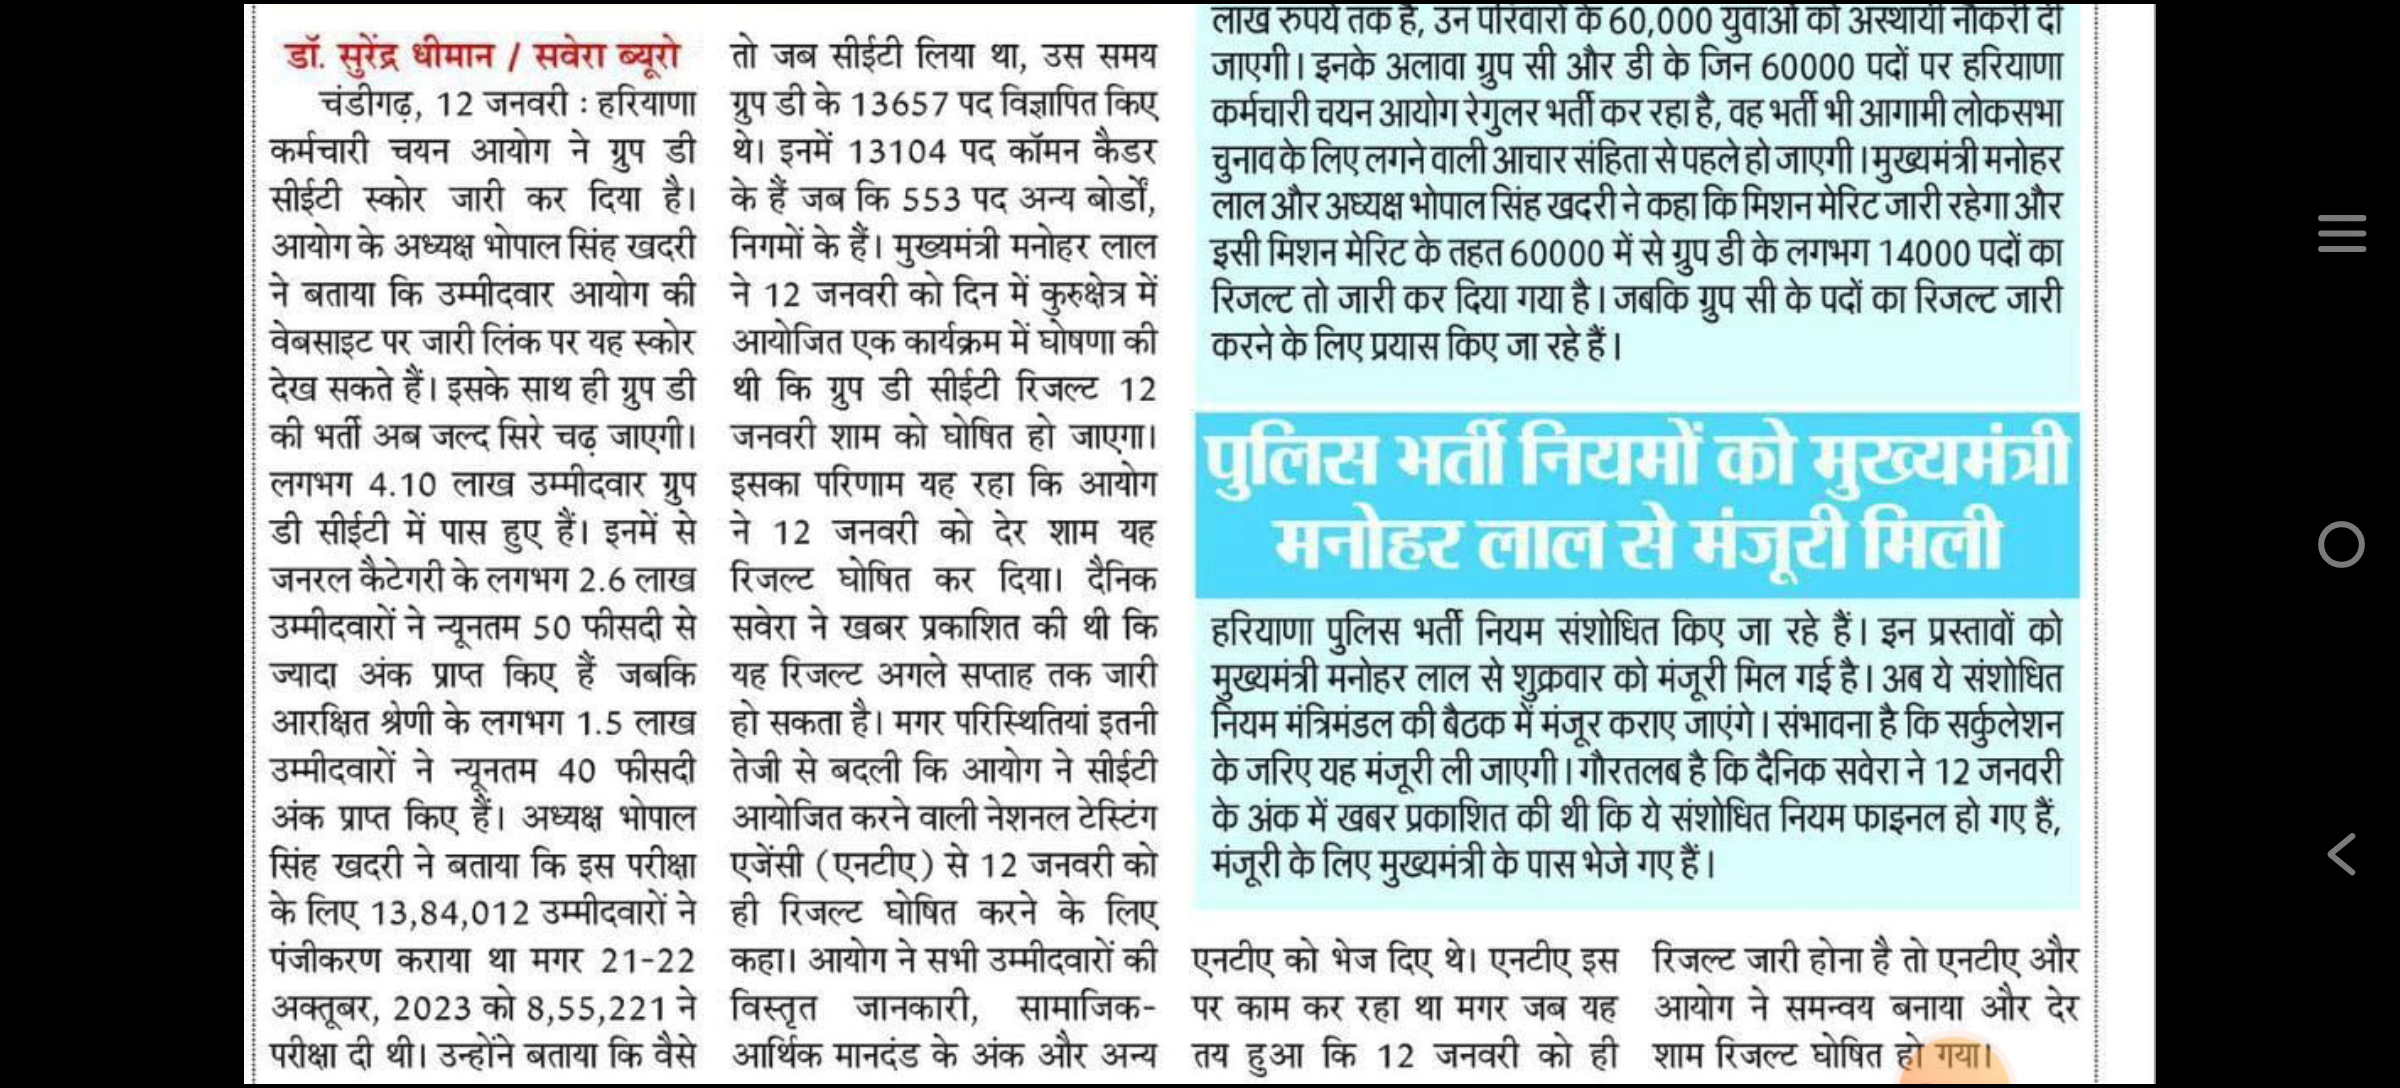 डॉ. सुरेंद्र धीमान / सवेरा ब्यूरो
चंडीगढ़, 12 जनवरी : हरियाणा
कर्मचारी चयन आयोग ने ग्रुप डी
सीईटी स्कोर जारी कर दिया है।
आयोग के अध्यक्ष भोपाल सिंह खदरी
ने बताया कि उम्मीदवार आयोग की
वेबसाइट पर जारी लिंक पर यह स्कोर
देख सकते हैं। इसके साथ ही ग्रुप डी
की भर्ती अब जल्द सिरे चढ़ जाएगी।
लगभग 4.10 लाख उम्मीदवार ग्रुप
डी सीईटी में पास हुए हैं। इनमें से
जनरल कैटेगरी के लगभग 2.6 लाख
उम्मीदवारों ने न्यूनतम 50 फीसदी से
ज्यादा अंक प्राप्त किए हैं जबकि
आरक्षित श्रेणी के लगभग 1.5 लाख
उम्मीदवारों ने न्यूनतम 40 फीसदी
अंक प्राप्त किए हैं। अध्यक्ष भोपाल
सिंह खदरी ने बताया कि इस परीक्षा
के लिए 13,84,012 उम्मीदवारों ने
पंजीकरण कराया था मगर 21-22
अक्तूबर, 2023 को 8,55,221 ने
परीक्षा दी थी। उन्होंने बताया कि वैसे
तो जब सीईटी लिया था, उस समय
ग्रुप डी के 13657 पद विज्ञापित किए
थे। इनमें 13104 पद कॉमन कैडर
के हैं जब कि 553 पद अन्य बोर्डों,
निगमों के हैं। मुख्यमंत्री मनोहर लाल
ने 12 जनवरी को दिन में कुरुक्षेत्र में
आयोजित एक कार्यक्रम में घोषणा की
थी कि ग्रुप डी सीईटी रिजल्ट 12
जनवरी शाम को घोषित हो जाएगा।
इसका परिणाम यह रहा कि आयोग
ने 12 जनवरी को देर शाम यह
रिजल्ट घोषित कर दिया। दैनिक
सवेरा ने खबर प्रकाशित की थी कि
यह रिजल्ट अगले सप्ताह तक जारी
हो सकता है। मगर परिस्थितियां इतनी
तेजी से बदली कि आयोग ने सीईटी
आयोजित करने वाली नेशनल टेस्टिंग
एजेंसी (एनटीए) से 12 जनवरी को
ही रिजल्ट घोषित करने के लिए
कहा। आयोग ने सभी उम्मीदवारों की
विस्तृत जानकारी, सामाजिक-
आर्थिक मानदंड के अंक और अन्य
लाख रुपये तक है, उन परिवारों के 60,000 युवाओं को अस्थायी नौकरी दी
जाएगी। इनके अलावा ग्रुप सी और डी के जिन 60000 पदों पर हरियाणा
कर्मचारी चयन आयोग रेगुलर भर्ती कर रहा है, वह भर्ती भी आगामी लोकसभा
चुनाव के लिए लगने वाली आचार संहिता से पहले हो जाएगी। मुख्यमंत्री मनोहर
लाल और अध्यक्ष भोपाल सिंह खदरी ने कहा कि मिशन मेरिट जारी रहेगा और
इसी मिशन मेरिट के तहत 60000 में से ग्रुप डी के लगभग 14000 पदों का
रिजल्ट तो जारी कर दिया गया है। जबकि ग्रुप सी के पदों का रिजल्ट जारी
करने के लिए प्रयास किए जा रहे हैं।
पुलिस भर्ती नियमों को मुख्यमंत्री
मनोहर लाल से मंजूरी मिली
हरियाणा पुलिस भर्ती नियम संशोधित किए जा रहे हैं। इन प्रस्तावों को
मुख्यमंत्री मनोहर लाल से शुक्रवार को मंजूरी मिल गई है। अब ये संशोधित
नियम मंत्रिमंडल की बैठक में मंजूर कराए जाएंगे। संभावना है कि सर्कुलेशन
के जरिए यह मंजूरी ली जाएगी। गौरतलब है कि दैनिक सवेरा ने 12 जनवरी
के अंक में खबर प्रकाशित की थी कि ये संशोधित नियम फाइनल हो गए हैं,
मंजूरी के लिए मुख्यमंत्री के पास भेजे गए हैं।
एनटीए को भेज दिए थे। एनटीए इस
पर काम कर रहा था मगर जब यह
तय हुआ कि 12 जनवरी को ही
रिजल्ट जारी होना है तो एनटीए और
आयोग ने समन्वय बनाया और देर
शाम रिजल्ट घोषित हो गया।